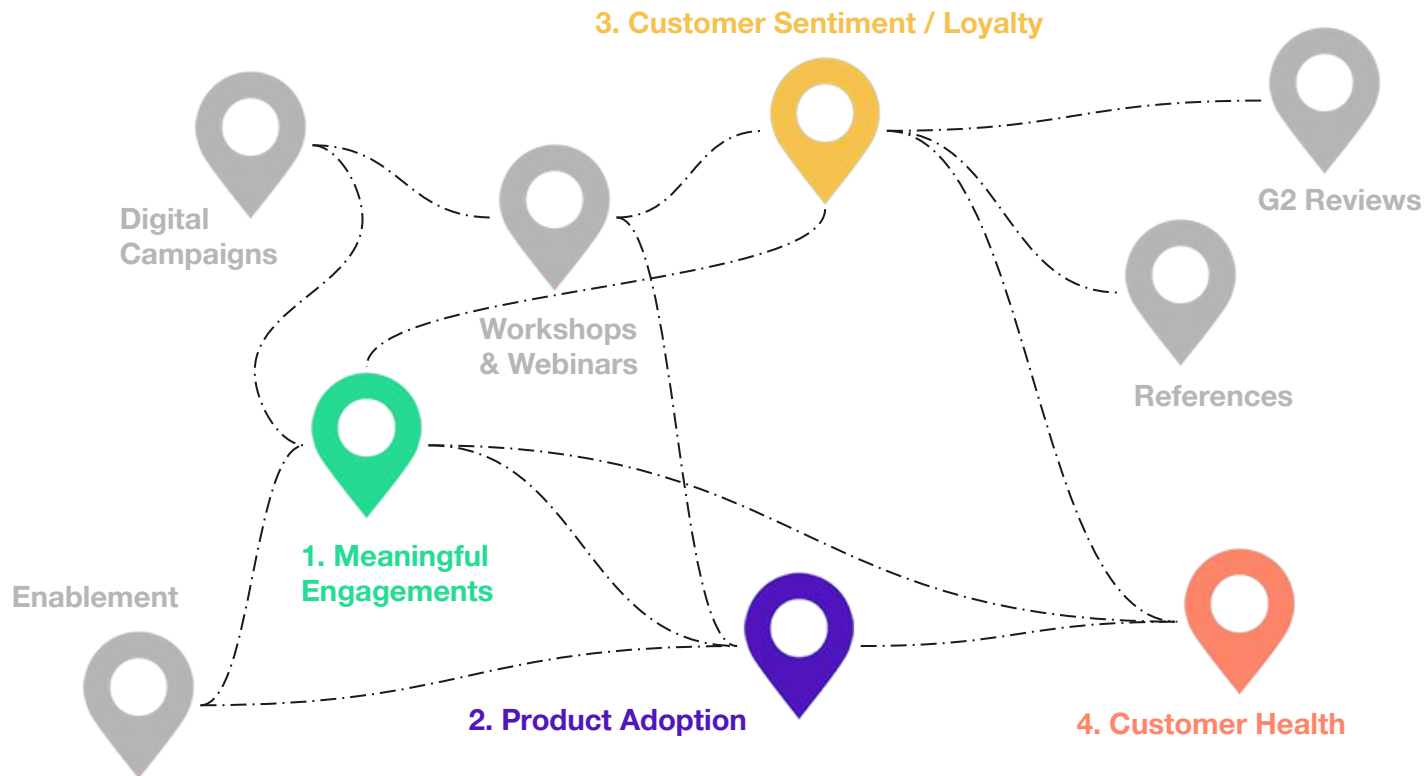 3. Customer Sentiment / Loyalty
G2 Reviews
Digital
Campaigns
Workshops
& Webinars
References
1. Meaningful
Engagements
Enablement
2. Product Adoption
4. Customer Health